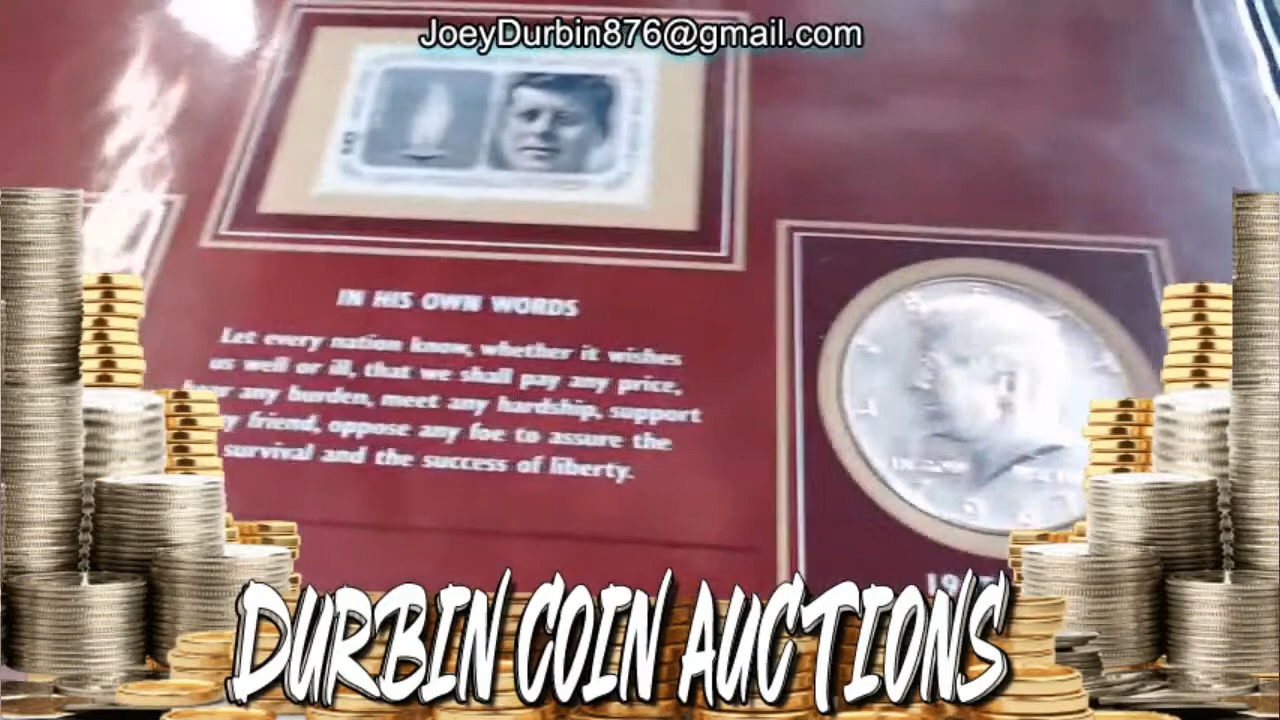 JoeyDurbin876@gmail.com
IN HIS OWN WORDS
Let every nation know, whether it wishes
us well or ill, that we shall pay any price,
any burden, meet any hardship, support
friend, oppose any foe to assure the
survival and the success of liberty.
DURBIN COIN AUCTIONS